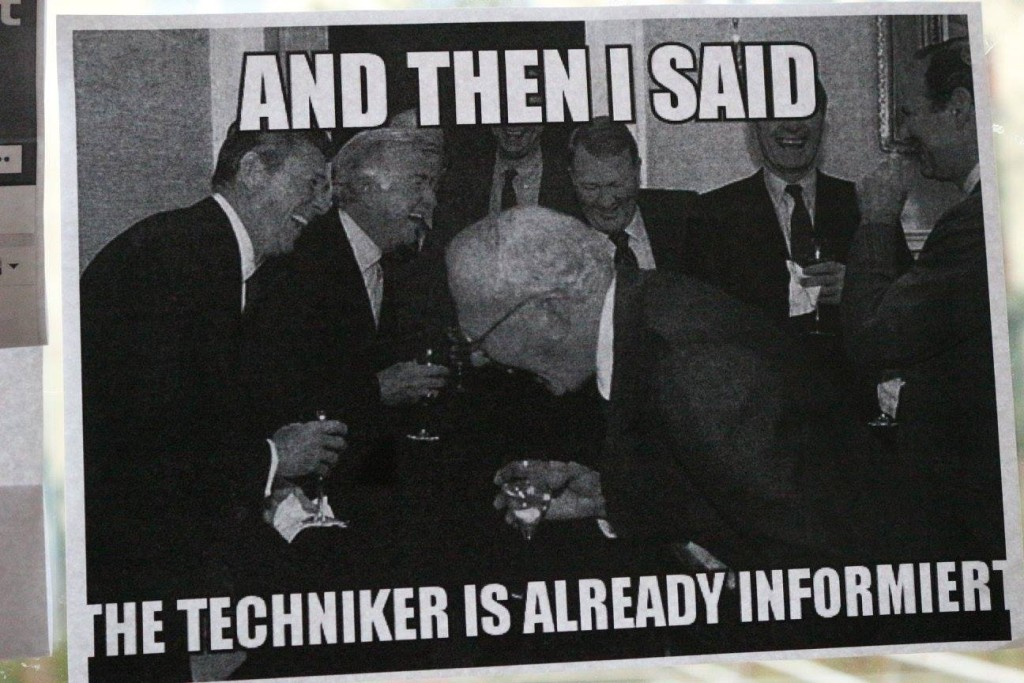 AND THEN I SAID
THE TECHNIKER IS ALREADY INFORMIERT